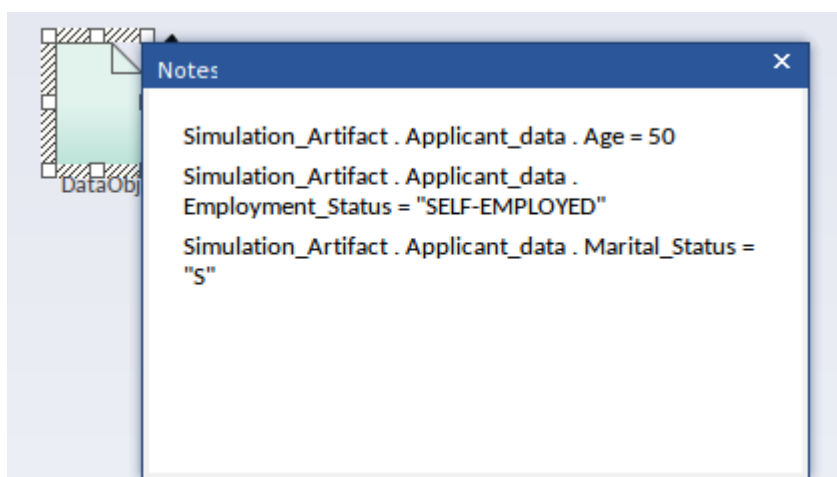 Notes
Simulation_Artifact . Applicant_data . Age = 50
Simulation_Artifact . Applicant_data .
Employment_Status = "SELF-EMPLOYED"
Simulation_Artifact . Applicant_data . Marital_Status =
"S"
DataObj